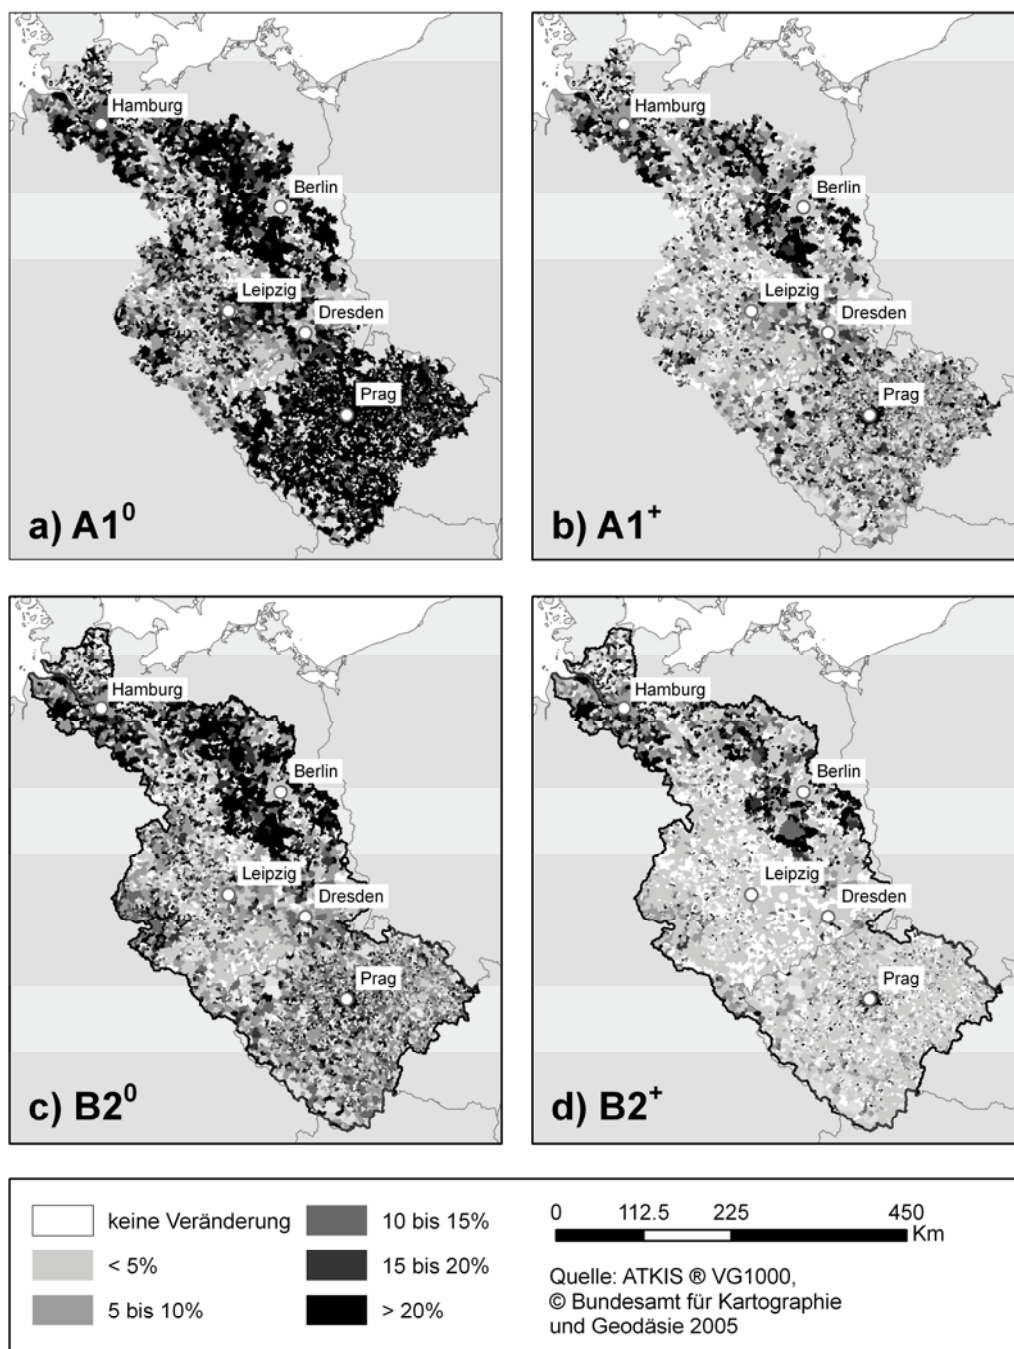 Hamburg
Berlin
Leipzig
Dresden
Prag
a) A1⁰
Hamburg
Berlin
Leipzig
Dresden
Prag
b) A1⁺
Hamburg
Berlin
Leipzig
Dresden
Prag
c) B2⁰
Hamburg
Berlin
Leipzig
Dresden
Prag
d) B2⁺
keine Veränderung
< 5%
5 bis 10%
10 bis 15%
15 bis 20%
> 20%
0 112.5 225 450
Km
Quelle: ATKIS ® VG1000,
© Bundesamt für Kartographie
und Geodäsie 2005